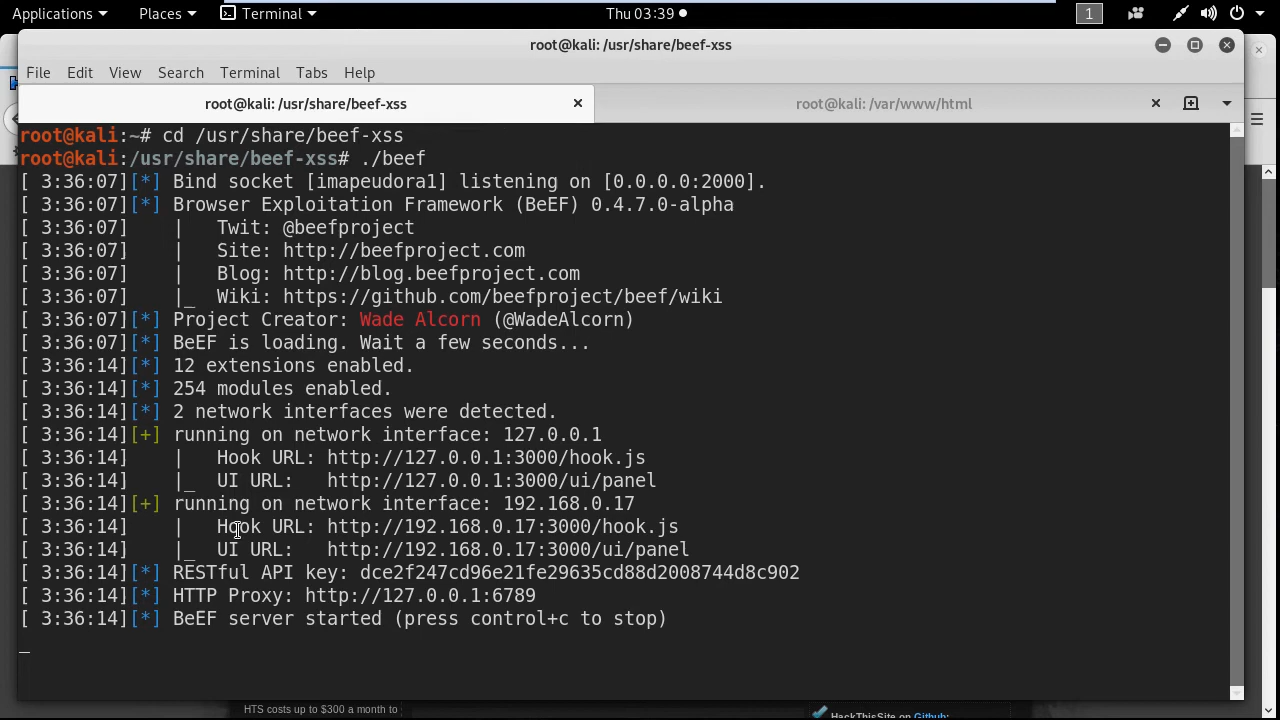 Applications Places Terminal Thu 03:39 1
root@kali: /usr/share/beef-xss
File Edit View Search Terminal Tabs Help
root@kali: /usr/share/beef-xss root@kali: /var/www/html
root@kali:~# cd /usr/share/beef-xss
root@kali:/usr/share/beef-xss# ./beef
[ 3:36:07][*] Bind socket [imapeudora1] listening on [0.0.0.0:2000].
[ 3:36:07][*] Browser Exploitation Framework (BeEF) 0.4.7.0-alpha
[ 3:36:07]    |   Twit: @beefproject
[ 3:36:07]    |   Site: http://beefproject.com
[ 3:36:07]    |   Blog: http://blog.beefproject.com
[ 3:36:07]    |_  Wiki: https://github.com/beefproject/beef/wiki
[ 3:36:07][*] Project Creator: Wade Alcorn (@WadeAlcorn)
[ 3:36:07][*] BeEF is loading. Wait a few seconds...
[ 3:36:14][*] 12 extensions enabled.
[ 3:36:14][*] 254 modules enabled.
[ 3:36:14][*] 2 network interfaces were detected.
[ 3:36:14][+] running on network interface: 127.0.0.1
[ 3:36:14]    |   Hook URL: http://127.0.0.1:3000/hook.js
[ 3:36:14]    |_  UI URL:   http://127.0.0.1:3000/ui/panel
[ 3:36:14][+] running on network interface: 192.168.0.17
[ 3:36:14]    |   Hook URL: http://192.168.0.17:3000/hook.js
[ 3:36:14]    |_  UI URL:   http://192.168.0.17:3000/ui/panel
[ 3:36:14][*] RESTful API key: dce2f247cd96e21fe29635cd88d2008744d8c902
[ 3:36:14][*] HTTP Proxy: http://127.0.0.1:6789
[ 3:36:14][*] BeEF server started (press control+c to stop)
HTS costs up to $300 a month to
HackThisSite on Github: